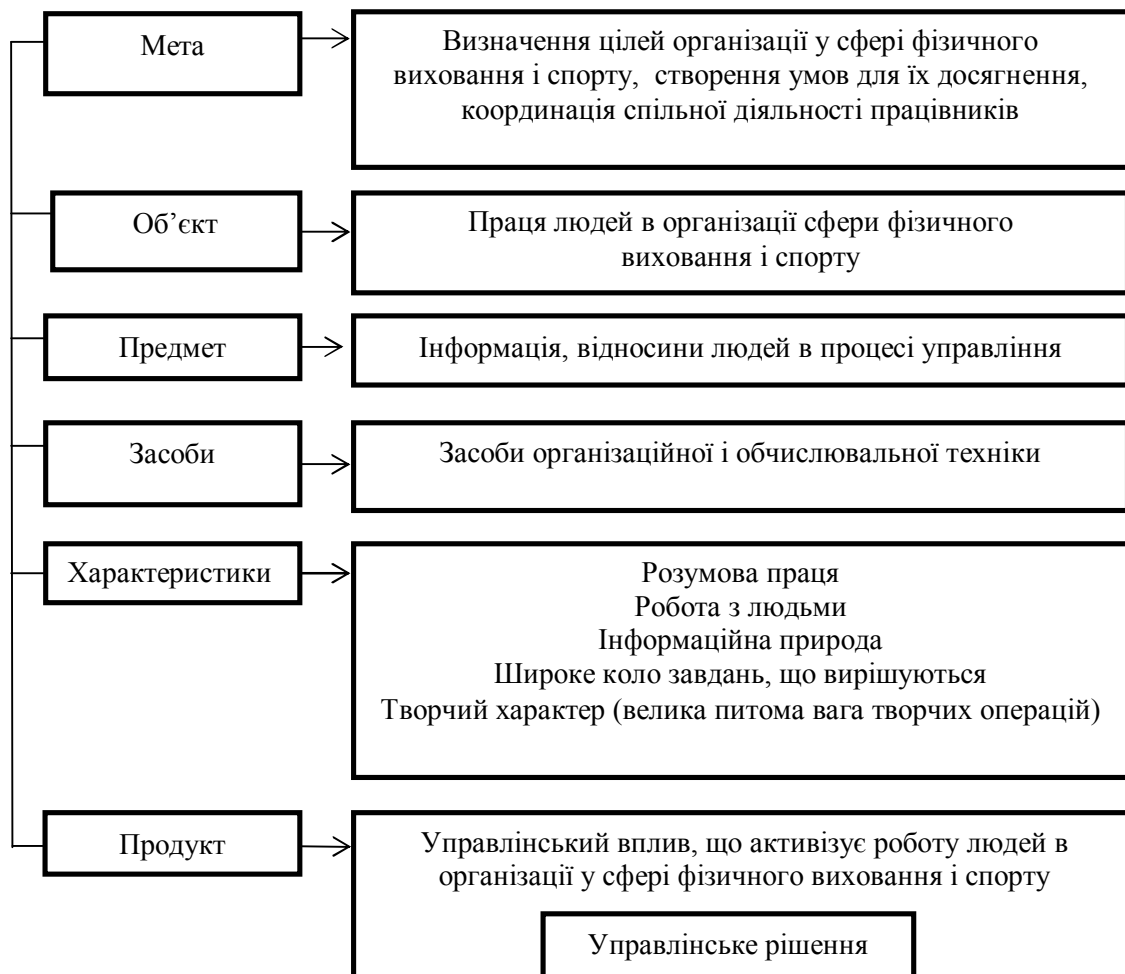 Мета
Визначення цілей організації у сфері фізичного
виховання і спорту, створення умов для їх досягнення,
координація спільної діяльності працівників
Об’єкт
Праця людей в організації сфери фізичного
виховання і спорту
Предмет
Інформація, відносини людей в процесі управління
Засоби
Засоби організаційної і обчислювальної техніки
Характеристики
Розумова праця
Робота з людьми
Інформаційна природа
Широке коло завдань, що вирішуються
Творчий характер (велика питома вага творчих операцій)
Продукт
Управлінський вплив, що активізує роботу людей в
організації у сфері фізичного виховання і спорту
Управлінське рішення